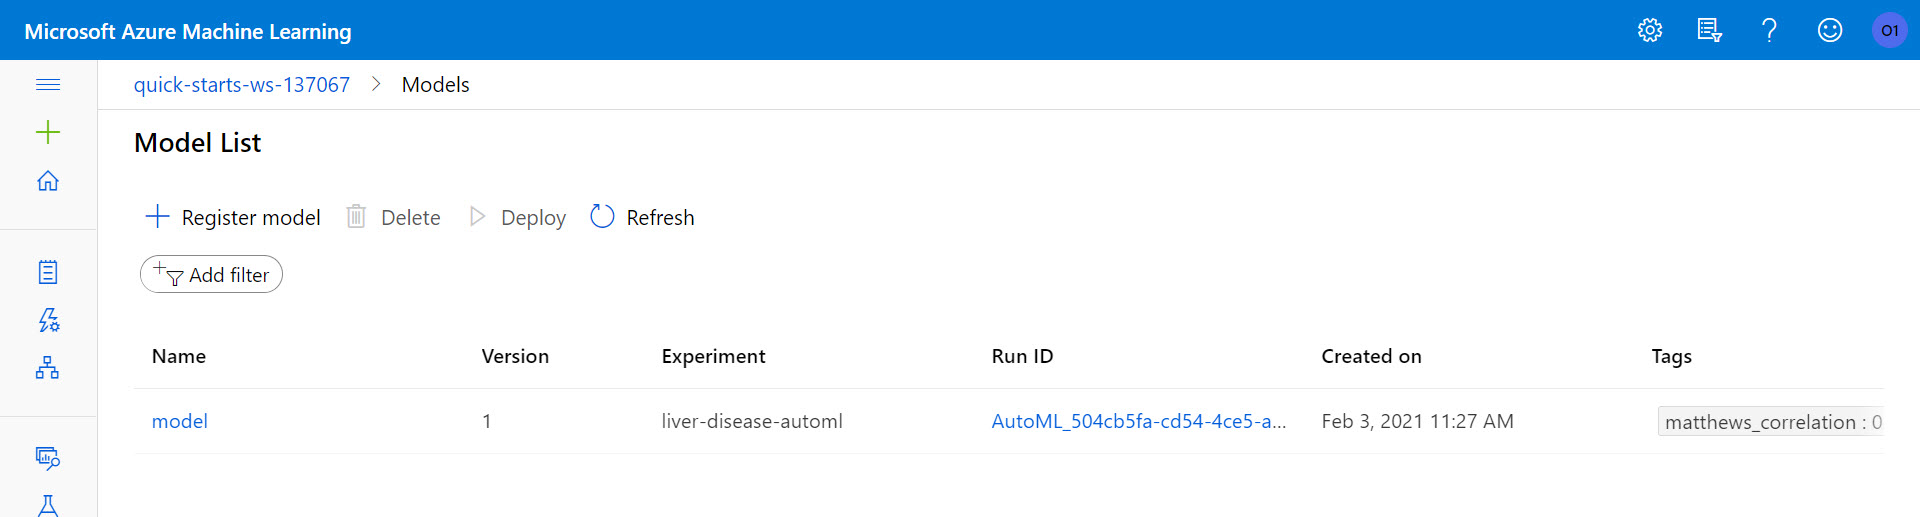 Microsoft Azure Machine Learning
O1
quick-starts-ws-137067 > Models
Model List
Register model Delete Deploy Refresh
Add filter
Name Version Experiment Run ID Created on Tags
model 1 liver-disease-automl AutoML_504cb5fa-cd54-4ce5-a... Feb 3, 2021 11:27 AM matthews_correlation : 0